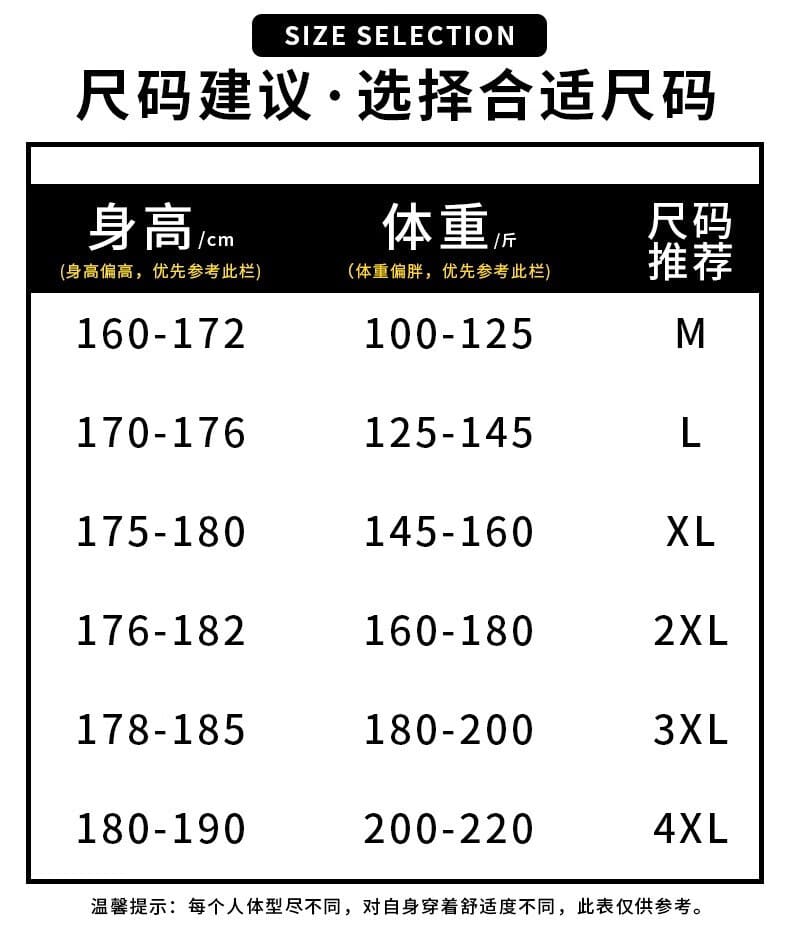 SIZE SELECTION
尺码建议·选择合适尺码
身高/cm 体重/斤 尺码
(身高偏高，优先参考此栏) (体重偏胖，优先参考此栏) 推荐
160-172 100-125 M
170-176 125-145 L
175-180 145-160 XL
176-182 160-180 2XL
178-185 180-200 3XL
180-190 200-220 4XL
温馨提示：每个人体型尽不同，对自身穿着舒适度不同，此表仅供参考。